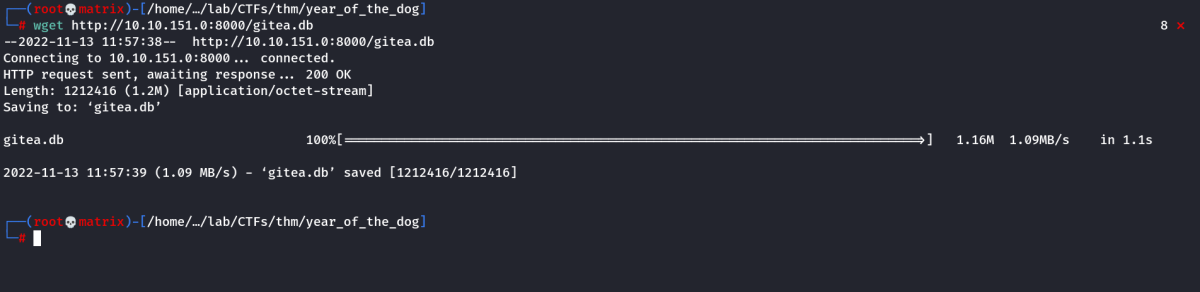 ┌──(root💀matrix)-[/home/…/lab/CTFs/thm/year_of_the_dog]
└─# wget http://10.10.151.0:8000/gitea.db 8 ⨯
--2022-11-13 11:57:38-- http://10.10.151.0:8000/gitea.db
Connecting to 10.10.151.0:8000... connected.
HTTP request sent, awaiting response... 200 OK
Length: 1212416 (1.2M) [application/octet-stream]
Saving to: ‘gitea.db’
gitea.db 100%[===================================================================================>] 1.16M 1.09MB/s in 1.1s
2022-11-13 11:57:39 (1.09 MB/s) - ‘gitea.db’ saved [1212416/1212416]
┌──(root💀matrix)-[/home/…/lab/CTFs/thm/year_of_the_dog]
└─#